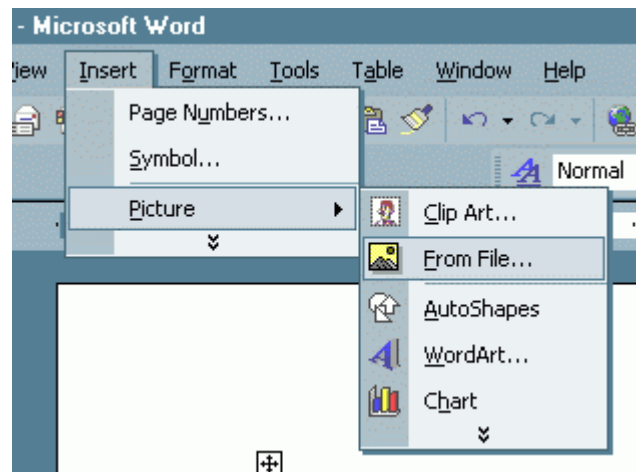 - Microsoft Word
View Insert Format Tools Table Window Help
Page Numbers...
Symbol...
Normal
Picture
Clip Art...
From File...
AutoShapes
WordArt...
Chart